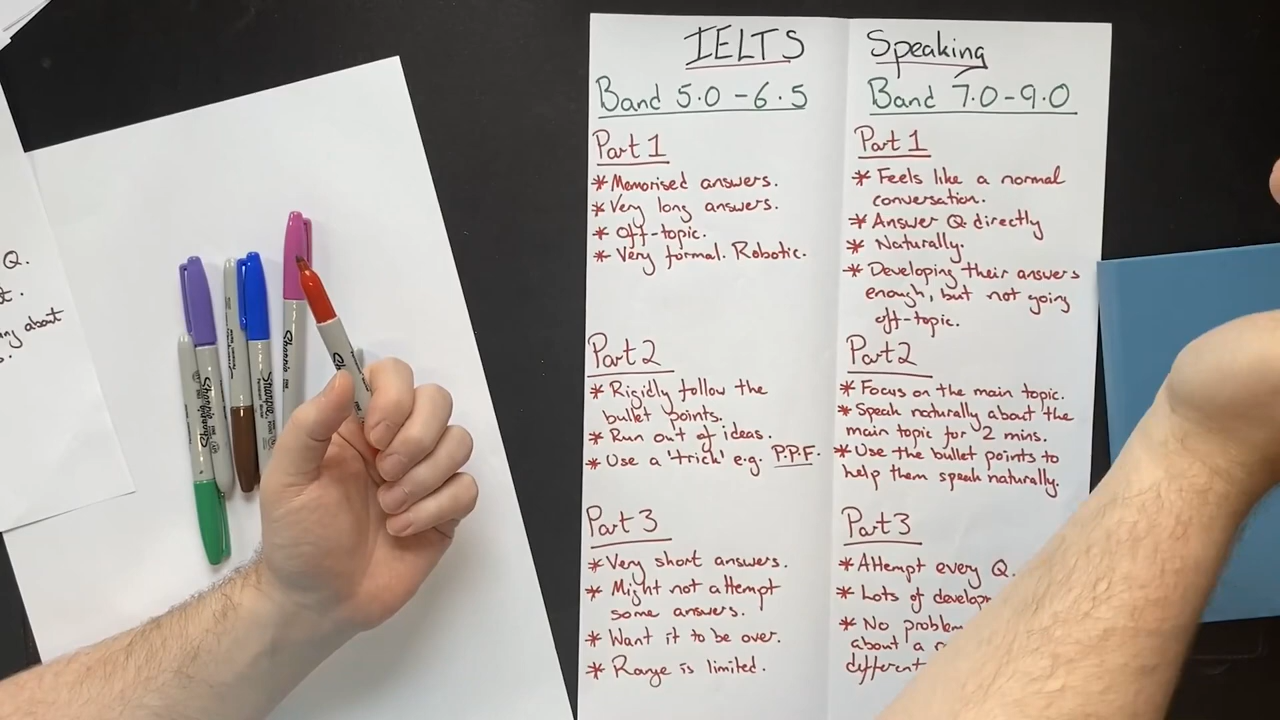 IELTS Speaking
Band 5.0-6.5
Part 1
* Memorised answers.
* Very long answers.
* Off-topic.
* Very formal. Robotic.
Part 2
* Rigidly follow the
bullet points.
* Run out of ideas.
* Use a 'trick' e.g. P.P.F.
Part 3
* Very short answers.
* Might not attempt
some answers.
* Want it to be over.
* Range is limited.
Band 7.0-9.0
Part 1
* Feels like a normal
conversation.
* Answer Q. directly
* Naturally.
* Developing their answers
enough, but not going
off-topic.
Part 2
* Focus on the main topic.
* Speak naturally about the
main topic for 2 mins.
* Use the bullet points to
help them speak naturally.
Part 3
* Attempt every Q.
* Lots of
* No
about a
different
Q.
about
Sharpie
Sharpie
Sharpie
Sharpie